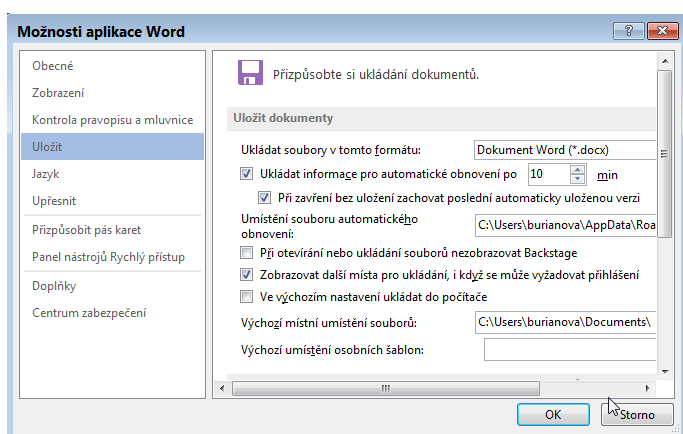 Možnosti aplikace Word
Obecné
Zobrazení
Kontrola pravopisu a mluvnice
Uložit
Jazyk
Upřesnit
Přizpůsobit pás karet
Panel nástrojů Rychlý přístup
Doplňky
Centrum zabezpečení
Přizpůsobte si ukládání dokumentů.
Uložit dokumenty
Ukládat soubory v tomto formátu: Dokument Word (*.docx)
Ukládat informace pro automatické obnovení po 10 min
Při zavření bez uložení zachovat poslední automaticky uloženou verzi
Umístění souboru automatického
obnovení: C:\Users\burianova\AppData\Roa
Při otevírání nebo ukládání souborů nezobrazovat Backstage
Zobrazovat další místa pro ukládání, i když se může vyžadovat přihlášení
Ve výchozím nastavení ukládat do počítače
Výchozí místní umístění souborů: C:\Users\burianova\Documents\
Výchozí umístění osobních šablon:
OK Storno